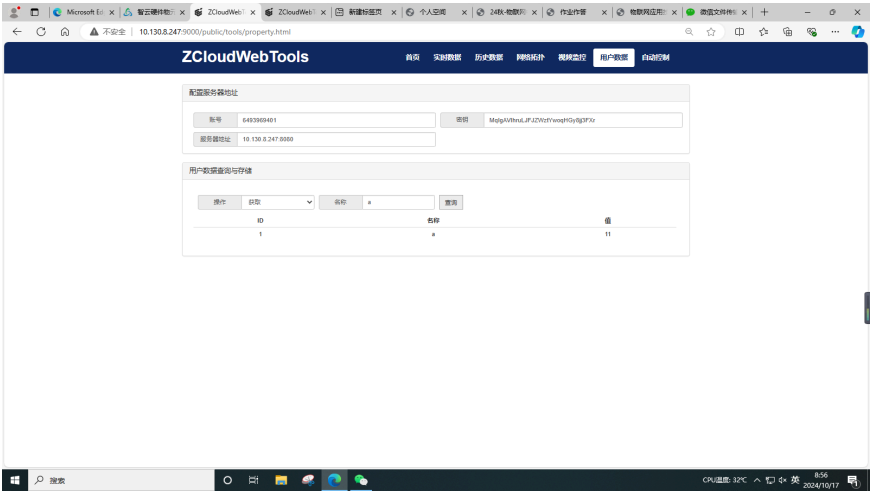 Microsoft Ed
智云硬件物
ZCloudWebT
ZCloudWebT
新建标签页
个人空间
24秋-物联网
作业作答
物联网应用
微信文件传
不安全
10.130.8.247:9000/public/tools/property.html
ZCloudWebTools
首页 实时数据 历史数据 网络拓扑 视频监控 用户数据 自动控制
配置服务器地址
账号 6493969401 密钥
服务器地址 10.130.8.247:8080
用户数据查询与存储
操作 获取 名称 a 查询
ID 名称 值
1 a 11
搜索
CPU温度: 32℃ 英 8:56
2024/10/17